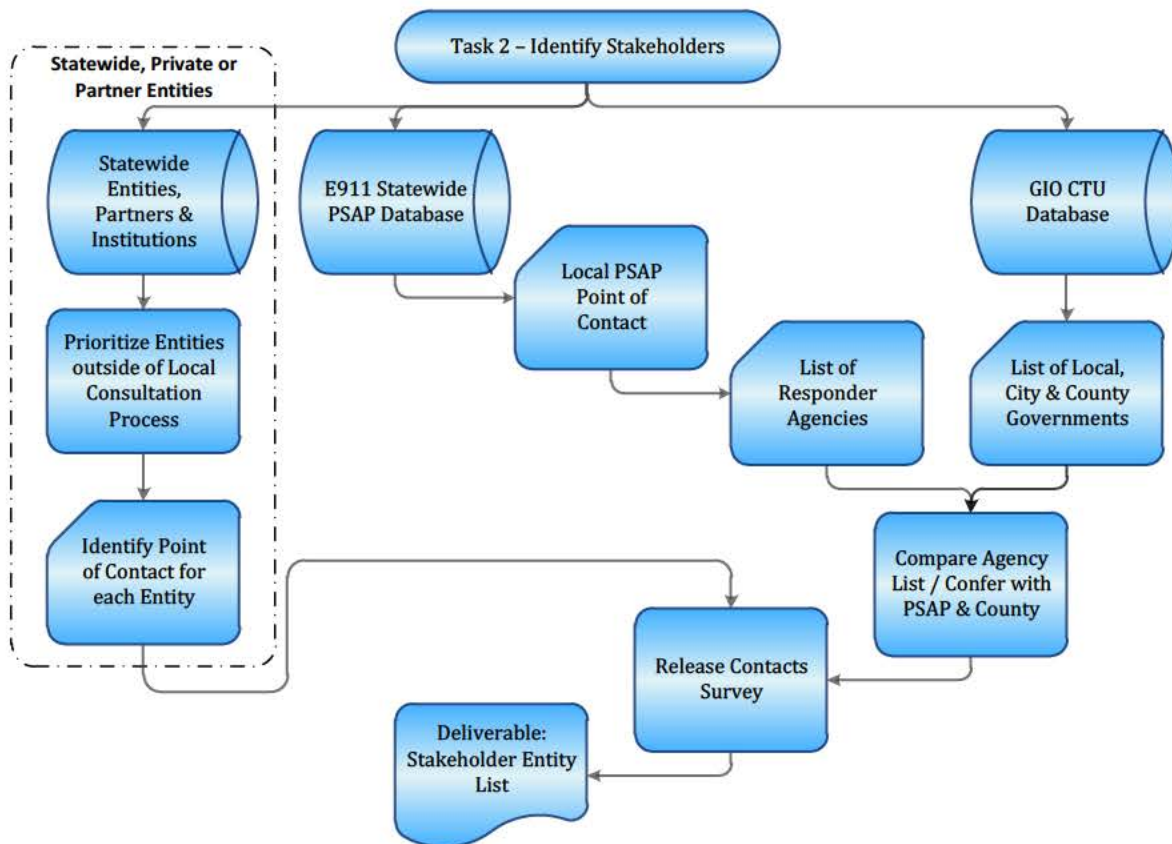 Task 2 – Identify Stakeholders
Statewide, Private or
Partner Entities
Statewide
Entities,
Partners &
Institutions
E911 Statewide
PSAP Database
GIO CTU
Database
Local PSAP
Point of
Contact
Prioritize Entities
outside of Local
Consultation
Process
List of
Responder
Agencies
List of Local,
City & County
Governments
Identify Point
of Contact for
each Entity
Compare Agency
List / Confer with
PSAP & County
Release Contacts
Survey
Deliverable:
Stakeholder Entity
List